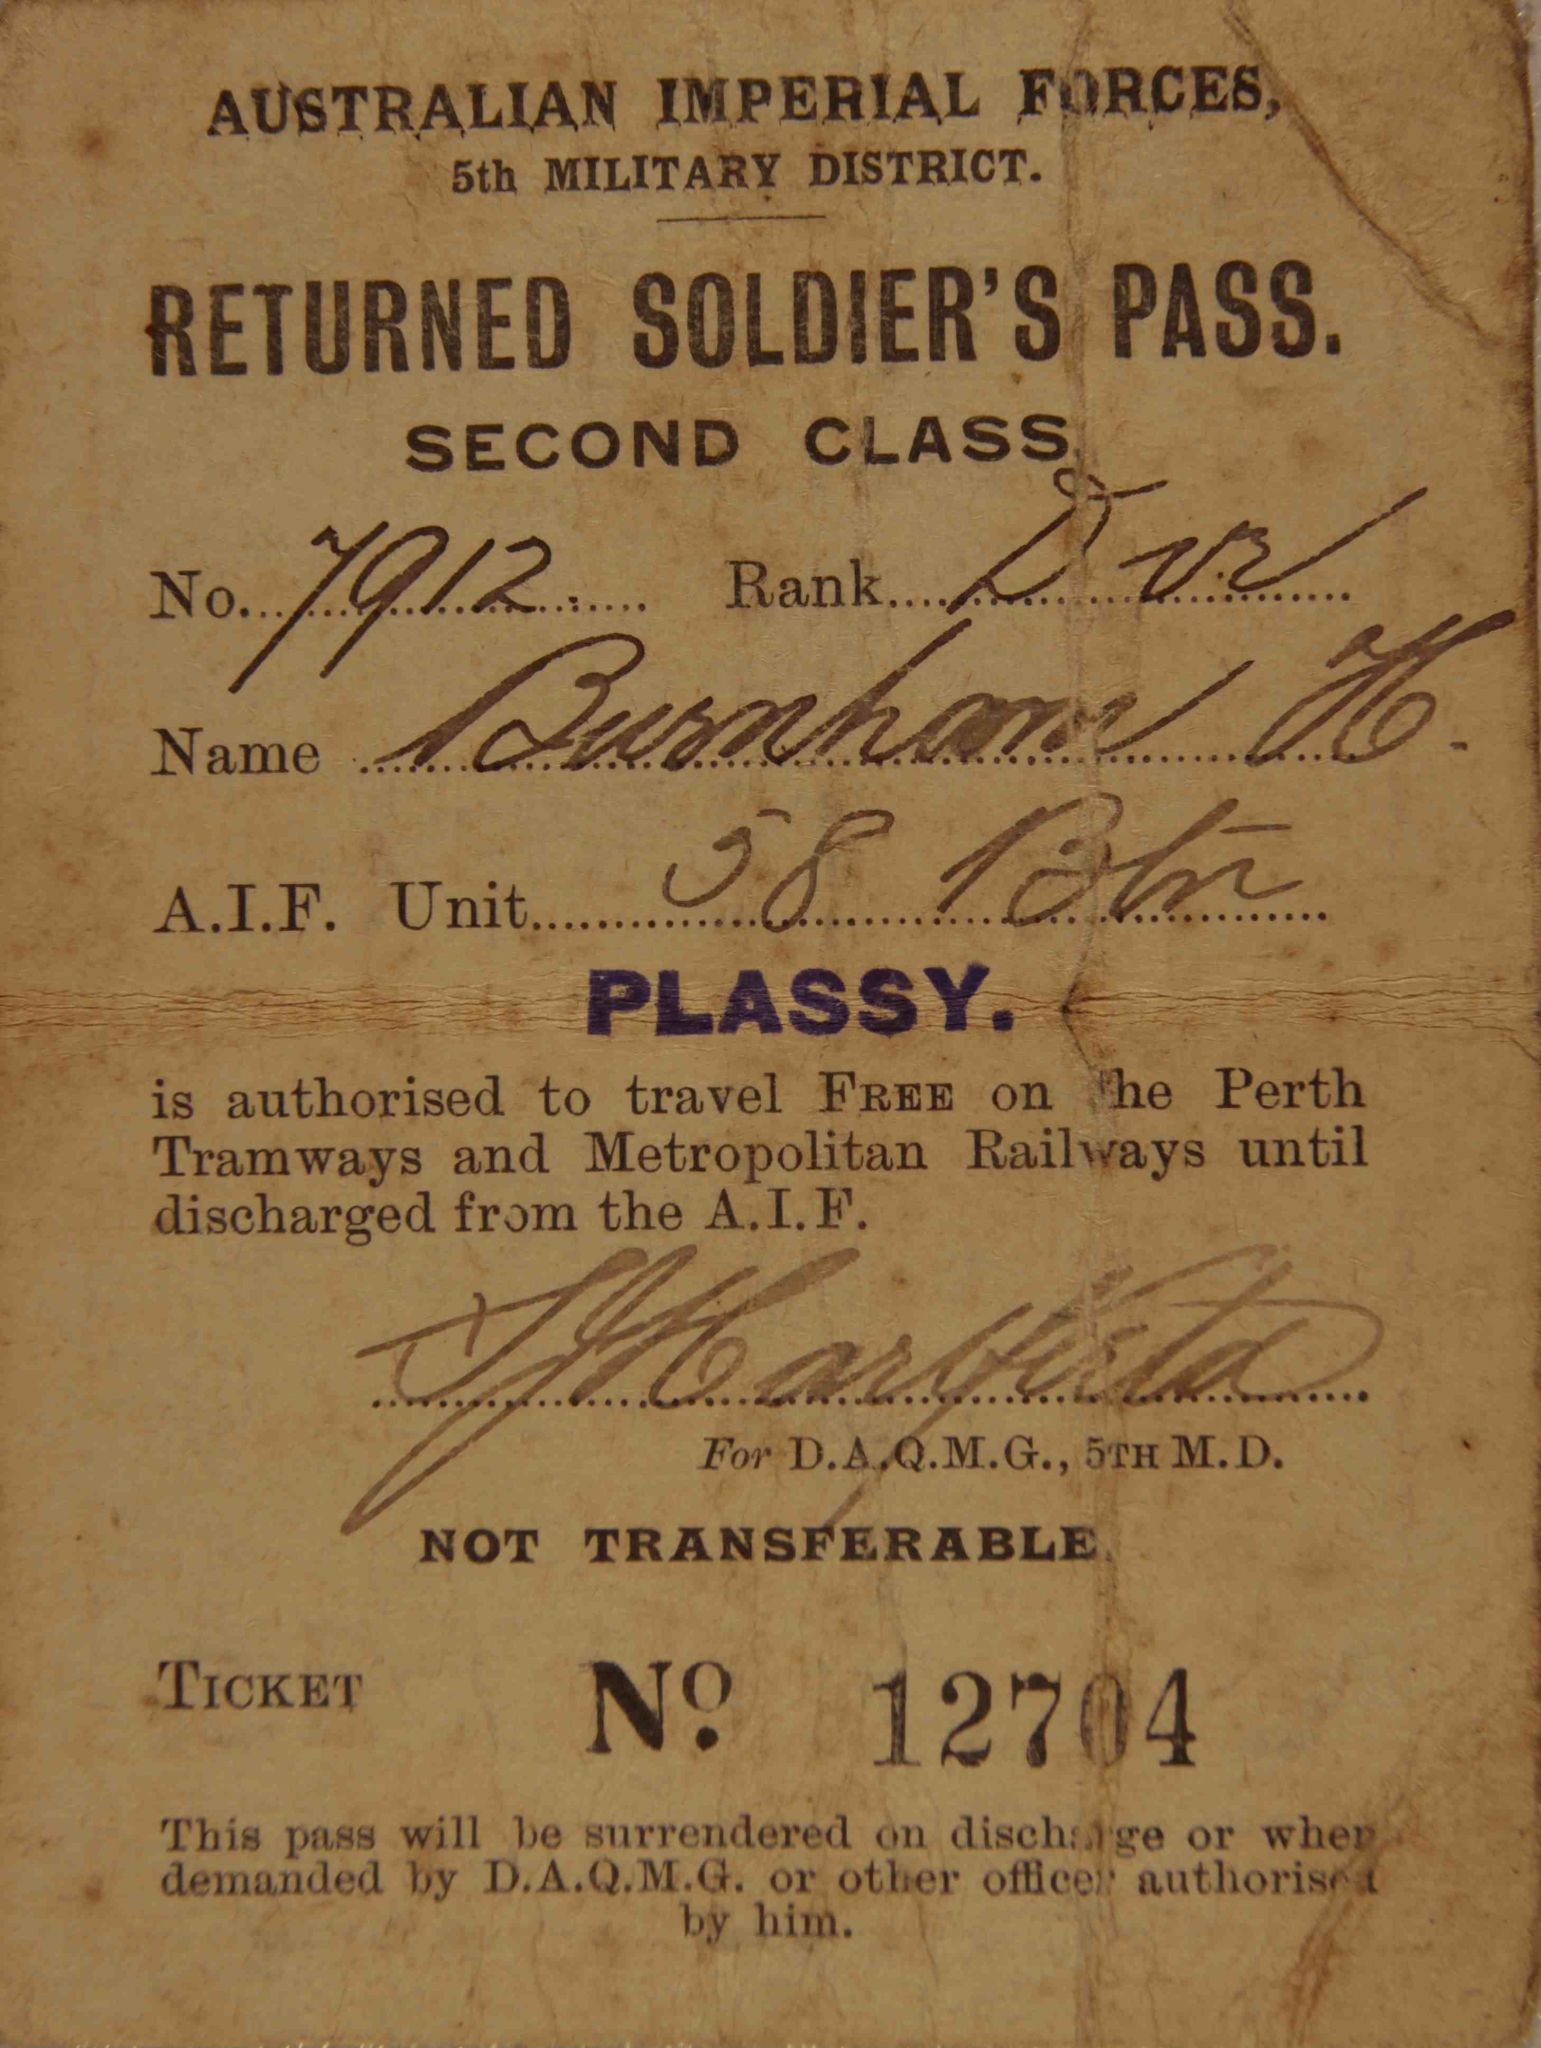 AUSTRALIAN IMPERIAL FORCES,
5th MILITARY DISTRICT.
RETURNED SOLDIER'S PASS.
SECOND CLASS.
No. 7912. Rank Dvr
Name Burnham H.
A.I.F. Unit 58 Btn
PLASSY.
is authorised to travel FREE on the Perth
Tramways and Metropolitan Railways until
discharged from the A.I.F.
For D.A.Q.M.G., 5TH M.D.
NOT TRANSFERABLE.
TICKET No. 12704
This pass will be surrendered on discharge or when
demanded by D.A.Q.M.G. or other officer authorised
by him.